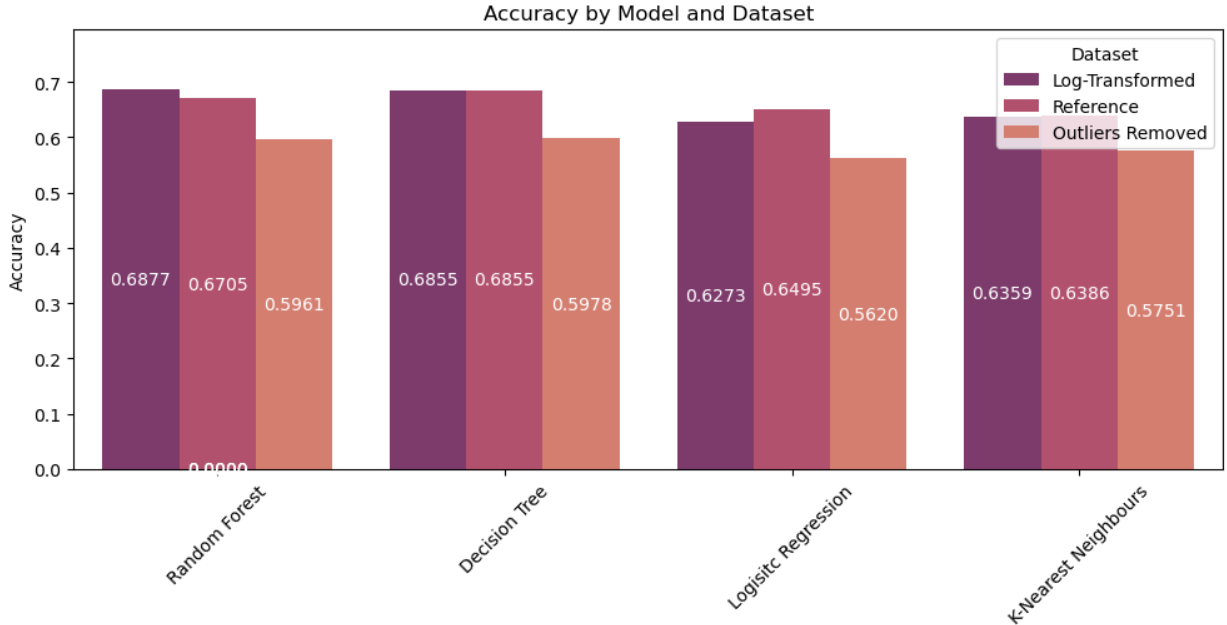 Accuracy by Model and Dataset
Accuracy
0.7
0.6
0.5
0.4
0.3
0.2
0.1
0.0
Dataset
Log-Transformed
Reference
Outliers Removed
0.6877
0.6705
0.5961
0.0000
0.6855
0.6855
0.5978
0.6273
0.6495
0.5620
0.6359
0.6386
0.5751
Random Forest
Decision Tree
Logisitc Regression
K-Nearest Neighbours